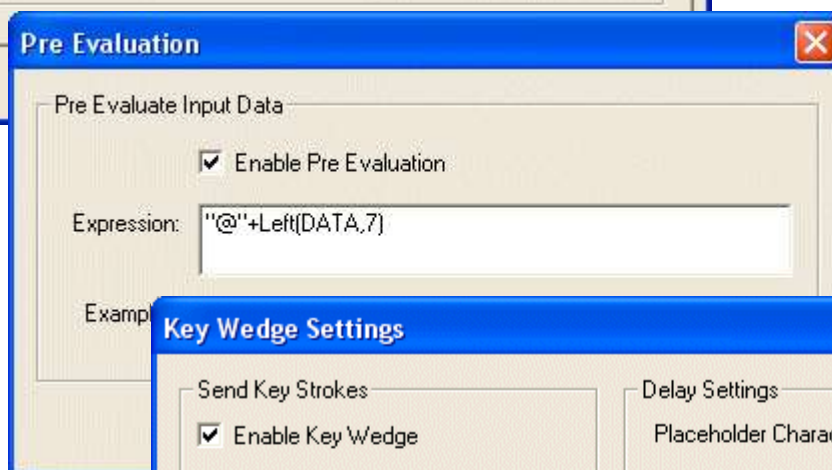 Pre Evaluation
Pre Evaluate Input Data
Enable Pre Evaluation
Expression: "@"+Left(DATA,7)
Key Wedge Settings
Send Key Strokes
Enable Key Wedge
Delay Settings
Placeholder